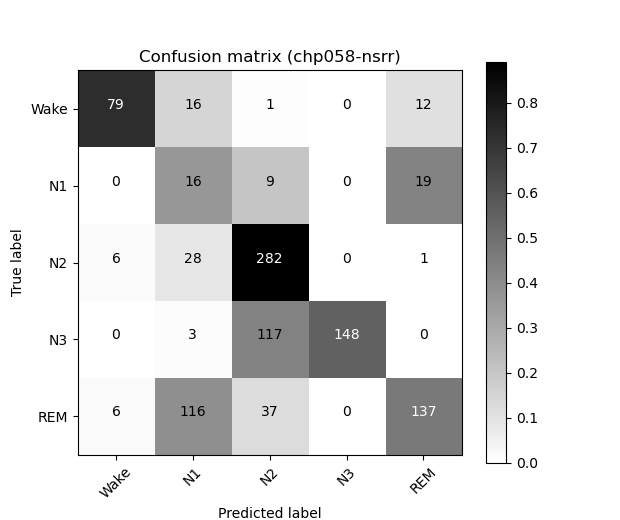 Confusion matrix (chp058-nsrr)
True label
Wake 79 16 1 0 12
N1 0 16 9 0 19
N2 6 28 282 0 1
N3 0 3 117 148 0
REM 6 116 37 0 137
Wake N1 N2 N3 REM
Predicted label
0.8
0.7
0.6
0.5
0.4
0.3
0.2
0.1
0.0